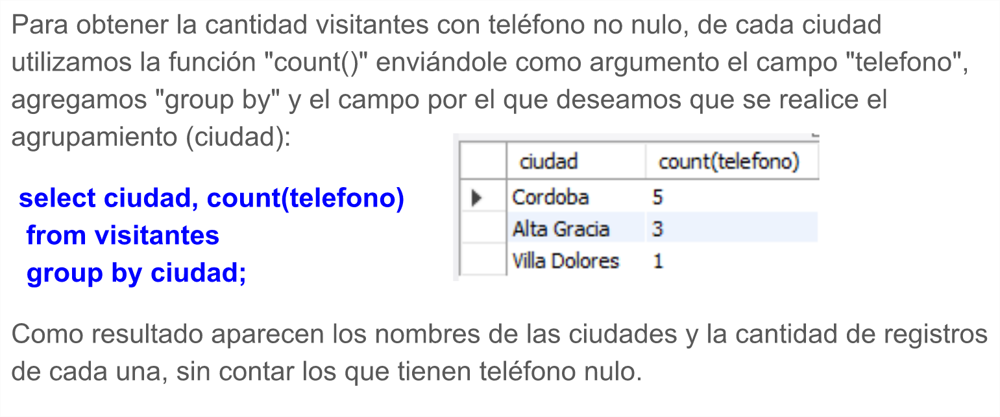 Para obtener la cantidad visitantes con teléfono no nulo, de cada ciudad
utilizamos la función "count()" enviándole como argumento el campo "telefono",
agregamos "group by" y el campo por el que deseamos que se realice el
agrupamiento (ciudad):
select ciudad, count(telefono)
from visitantes
group by ciudad;
ciudad count(telefono)
Cordoba 5
Alta Gracia 3
Villa Dolores 1
Como resultado aparecen los nombres de las ciudades y la cantidad de registros
de cada una, sin contar los que tienen teléfono nulo.